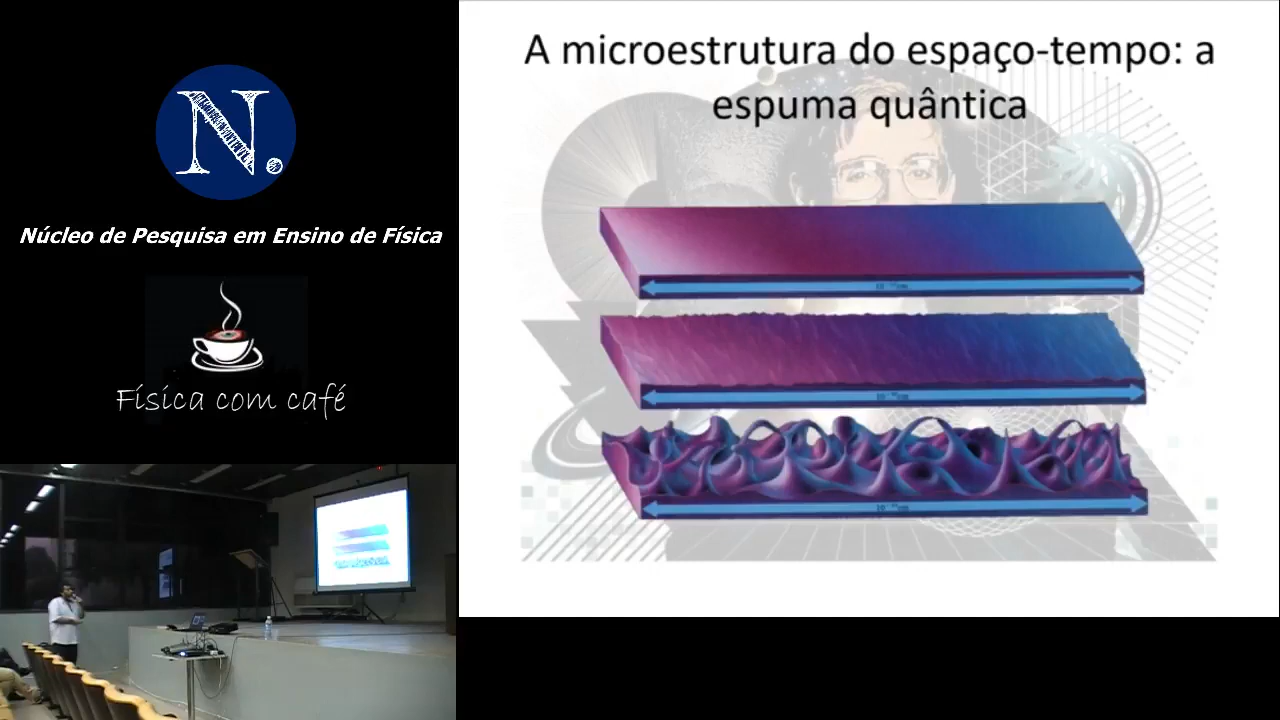 N.
Núcleo de Pesquisa em Ensino de Física
Física com café
A microestrutura do espaço-tempo: a
espuma quântica